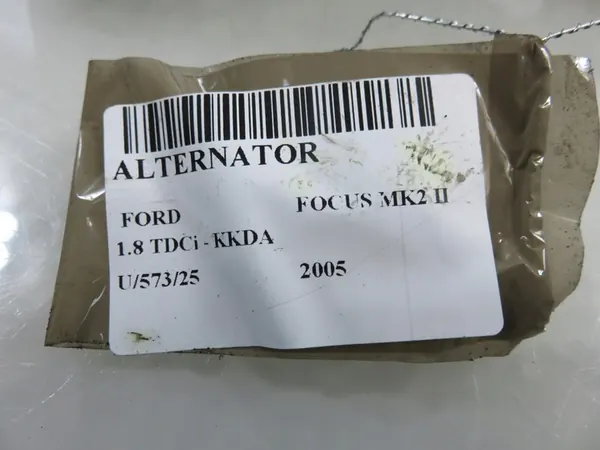 ALTERNATOR
FORD FOCUS MK2 II
1.8 TDCi - KKDA
U/573/25 2005